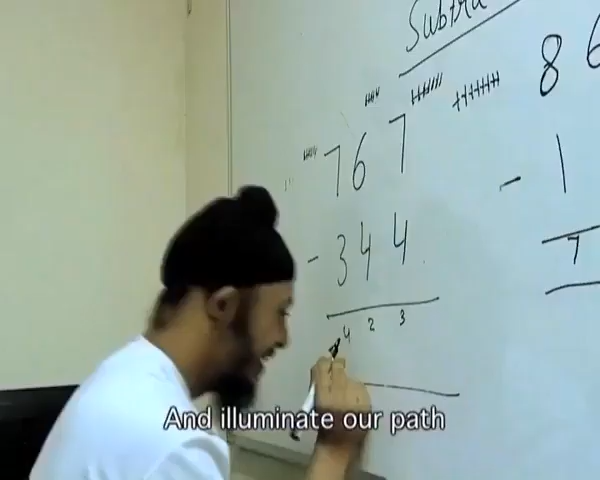 Subtra
767
- 344
4 2 3
86
- 1
7
And illuminate our path